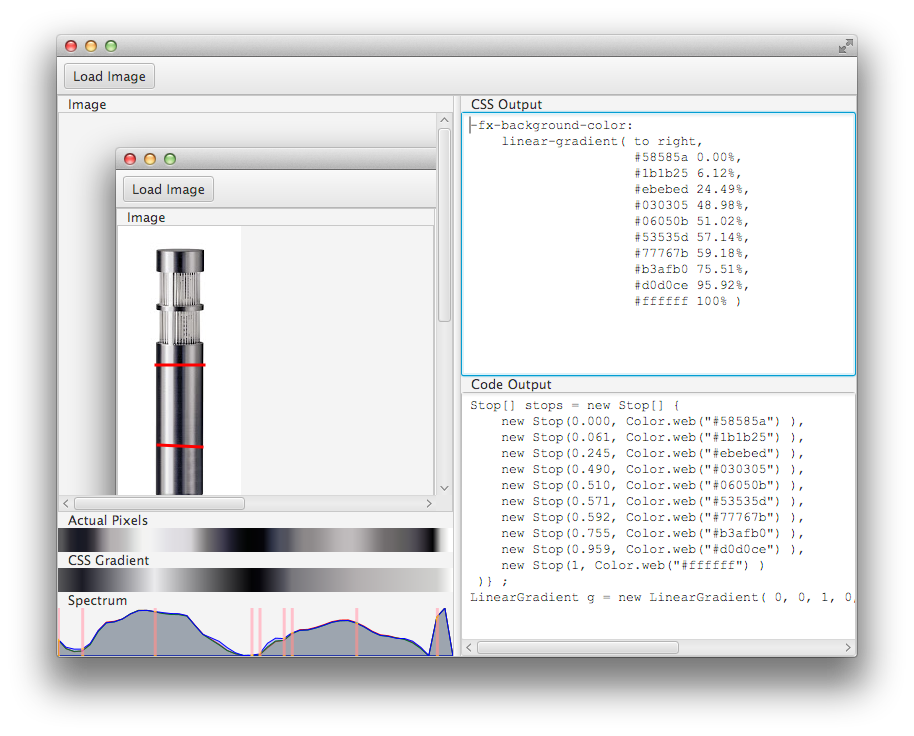 Load Image
Image
Load Image
Image
Actual Pixels
CSS Gradient
Spectrum
CSS Output
-fx-background-color:
linear-gradient( to right,
#58585a 0.00%,
#1b1b25 6.12%,
#ebebed 24.49%,
#030305 48.98%,
#06050b 51.02%,
#53535d 57.14%,
#77767b 59.18%,
#b3afb0 75.51%,
#d0d0ce 95.92%,
#ffffff 100% )
Code Output
Stop[] stops = new Stop[] {
new Stop(0.000, Color.web("#58585a") ),
new Stop(0.061, Color.web("#1b1b25") ),
new Stop(0.245, Color.web("#ebebed") ),
new Stop(0.490, Color.web("#030305") ),
new Stop(0.510, Color.web("#06050b") ),
new Stop(0.571, Color.web("#53535d") ),
new Stop(0.592, Color.web("#77767b") ),
new Stop(0.755, Color.web("#b3afb0") ),
new Stop(0.959, Color.web("#d0d0ce") ),
new Stop(1, Color.web("#ffffff") )
)} ;
LinearGradient g = new LinearGradient( 0, 0, 1, 0,